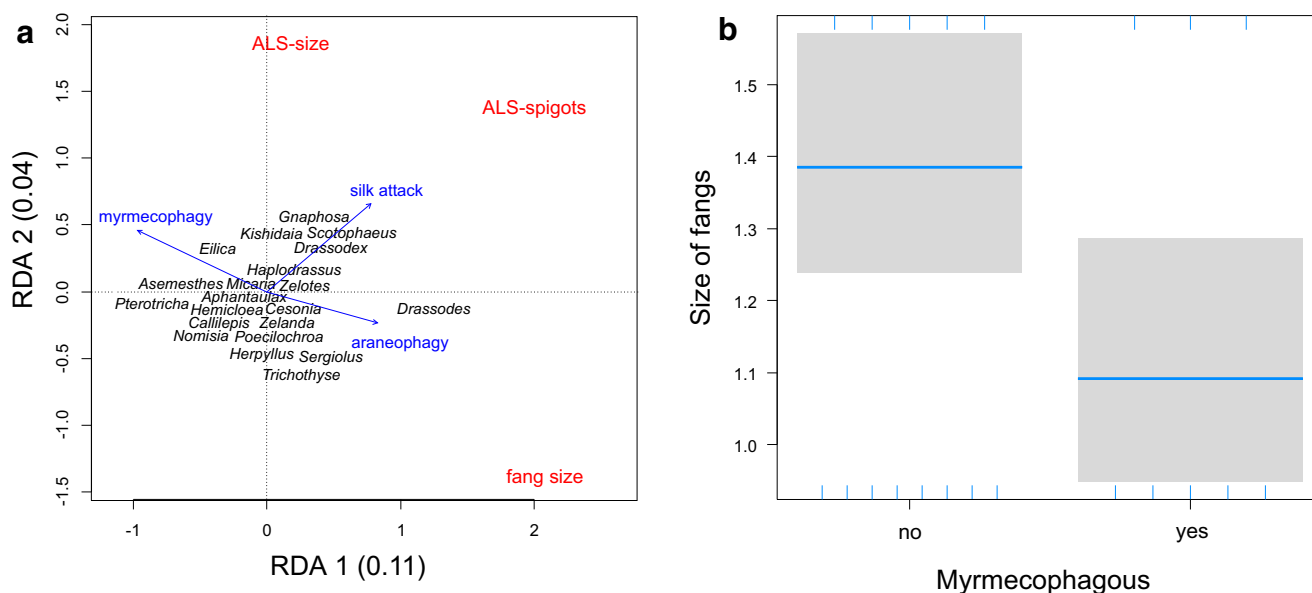 a
RDA 2 (0.04)
2.0
1.5
1.0
0.5
0.0
-0.5
-1.0
-1.5
ALS-size
ALS-spigots
silk attack
myrmecophagy
Gnaphosa
Kishidaia Scotophaeus
Eilica Drassodex
Haplodrassus
Asemesthes Micaria Zelotes
Aphantaulax
Pterotricha Hemicloea Cesonia Drassodes
Callilepis Zelanda
Nomisia Poecilochroa araneophagy
Herpyllus Sergiolus
Trichothyse
fang size
-1 0 1 2
RDA 1 (0.11)
b
Size of fangs
1.5
1.4
1.3
1.2
1.1
1.0
no yes
Myrmecophagous